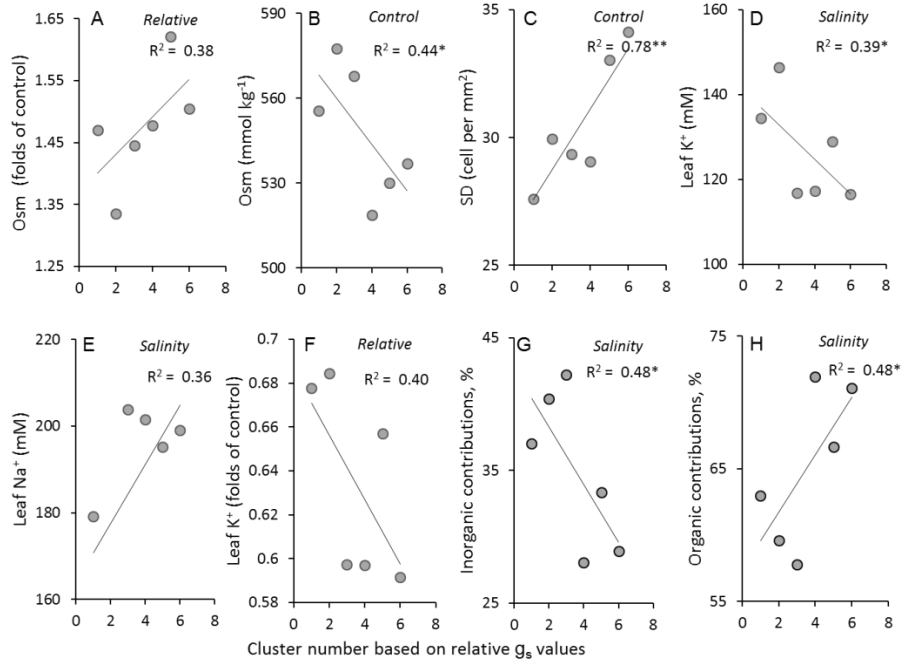 A
Relative
R² = 0.38
Osm (folds of control)
1.65
1.55
1.45
1.35
1.25
0 2 4 6 8
B
Control
R² = 0.44*
Osm (mmol kg⁻¹)
590
560
530
500
0 2 4 6 8
C
Control
R² = 0.78**
SD (cell per mm²)
35
30
25
0 2 4 6 8
D
Salinity
R² = 0.39*
Leaf K⁺ (mM)
160
140
120
100
0 2 4 6 8
E
Salinity
R² = 0.36
Leaf Na⁺ (mM)
220
200
180
160
0 2 4 6 8
F
Relative
R² = 0.40
Leaf K⁺ (folds of control)
0.7
0.68
0.66
0.64
0.62
0.6
0.58
0 2 4 6 8
G
Salinity
R² = 0.48*
Inorganic contributions, %
45
35
25
0 2 4 6 8
H
Salinity
R² = 0.48*
Organic contributions, %
75
65
55
0 2 4 6 8
Cluster number based on relative gₛ values